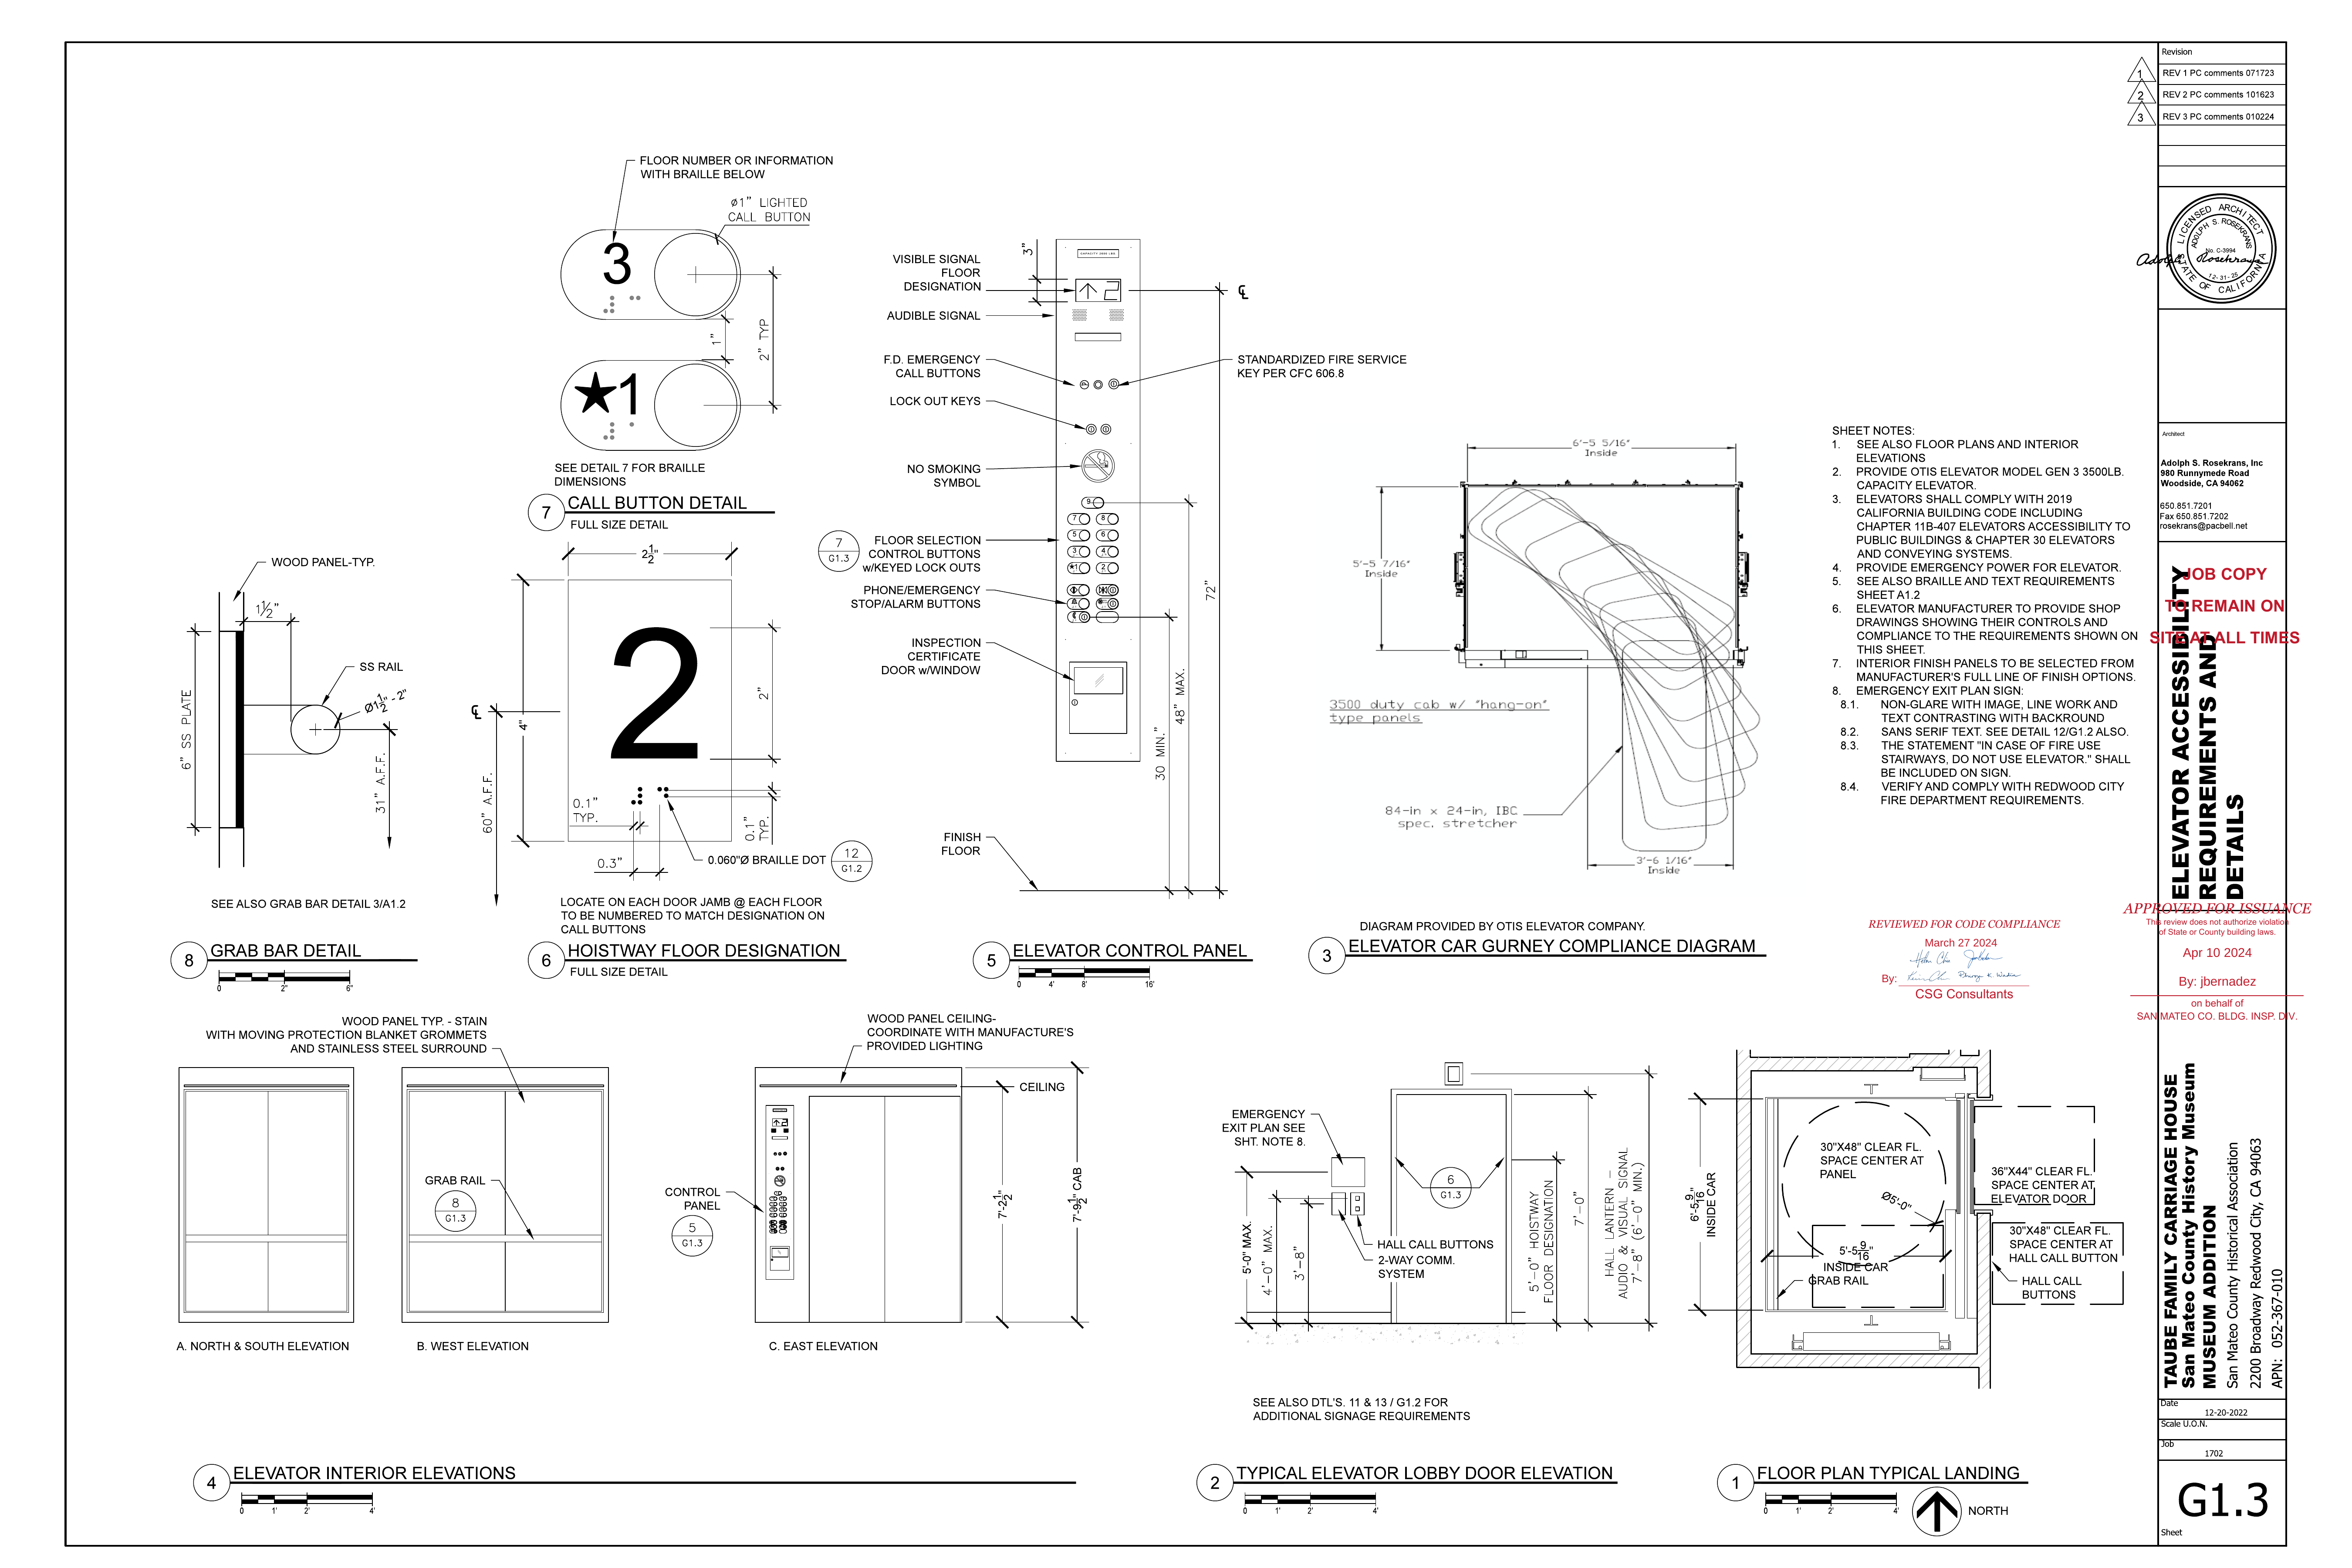 FLOOR NUMBER OR INFORMATION
WITH BRAILLE BELOW
ø1" LIGHTED
CALL BUTTON
3
1"
2" TYP
★1
SEE DETAIL 7 FOR BRAILLE
DIMENSIONS
7
CALL BUTTON DETAIL
FULL SIZE DETAIL
WOOD PANEL-TYP.
1½"
SS RAIL
Ø1½" - 2"
6" SS PLATE
31" A.F.F.
SEE ALSO GRAB BAR DETAIL 3/A1.2
8
GRAB BAR DETAIL
0 2" 6"
2½"
℄
4"
60" A.F.F.
2
2"
0.1"
TYP.
0.1"
TYP.
0.3"
0.060"Ø BRAILLE DOT
12
G1.2
LOCATE ON EACH DOOR JAMB @ EACH FLOOR
TO BE NUMBERED TO MATCH DESIGNATION ON
CALL BUTTONS
6
HOISTWAY FLOOR DESIGNATION
FULL SIZE DETAIL
3"
CAPACITY 3500 LBS
2
℄
VISIBLE SIGNAL
FLOOR
DESIGNATION
AUDIBLE SIGNAL
F.D. EMERGENCY
CALL BUTTONS
STANDARDIZED FIRE SERVICE
KEY PER CFC 606.8
LOCK OUT KEYS
NO SMOKING
SYMBOL
7
G1.3
FLOOR SELECTION
CONTROL BUTTONS
w/KEYED LOCK OUTS
9
7 8
5 6
3 4
★1 2
PHONE/EMERGENCY
STOP/ALARM BUTTONS
INSPECTION
CERTIFICATE
DOOR w/WINDOW
72"
48" MAX.
30 MIN."
FINISH
FLOOR
5
ELEVATOR CONTROL PANEL
0 4' 8' 16'
6'-5 5/16"
Inside
5'-5 7/16"
Inside
3500 duty cab w/ "hang-on"
type panels
84-in x 24-in, IBC
spec. stretcher
3'-6 1/16"
Inside
DIAGRAM PROVIDED BY OTIS ELEVATOR COMPANY.
3
ELEVATOR CAR GURNEY COMPLIANCE DIAGRAM
SHEET NOTES:
1. SEE ALSO FLOOR PLANS AND INTERIOR
ELEVATIONS
2. PROVIDE OTIS ELEVATOR MODEL GEN 3 3500LB.
CAPACITY ELEVATOR.
3. ELEVATORS SHALL COMPLY WITH 2019
CALIFORNIA BUILDING CODE INCLUDING
CHAPTER 11B-407 ELEVATORS ACCESSIBILITY TO
PUBLIC BUILDINGS & CHAPTER 30 ELEVATORS
AND CONVEYING SYSTEMS.
4. PROVIDE EMERGENCY POWER FOR ELEVATOR.
5. SEE ALSO BRAILLE AND TEXT REQUIREMENTS
SHEET A1.2
6. ELEVATOR MANUFACTURER TO PROVIDE SHOP
DRAWINGS SHOWING THEIR CONTROLS AND
COMPLIANCE TO THE REQUIREMENTS SHOWN ON
THIS SHEET.
7. INTERIOR FINISH PANELS TO BE SELECTED FROM
MANUFACTURER'S FULL LINE OF FINISH OPTIONS.
8. EMERGENCY EXIT PLAN SIGN:
8.1. NON-GLARE WITH IMAGE, LINE WORK AND
TEXT CONTRASTING WITH BACKROUND
8.2. SANS SERIF TEXT. SEE DETAIL 12/G1.2 ALSO.
8.3. THE STATEMENT "IN CASE OF FIRE USE
STAIRWAYS, DO NOT USE ELEVATOR." SHALL
BE INCLUDED ON SIGN.
8.4. VERIFY AND COMPLY WITH REDWOOD CITY
FIRE DEPARTMENT REQUIREMENTS.
REVIEWED FOR CODE COMPLIANCE
March 27 2024
By:
CSG Consultants
WOOD PANEL TYP. - STAIN
WITH MOVING PROTECTION BLANKET GROMMETS
AND STAINLESS STEEL SURROUND
GRAB RAIL
8
G1.3
A. NORTH & SOUTH ELEVATION
B. WEST ELEVATION
WOOD PANEL CEILING-
COORDINATE WITH MANUFACTURE'S
PROVIDED LIGHTING
CEILING
CONTROL
PANEL
5
G1.3
7'-2½"
7'-9½" CAB
C. EAST ELEVATION
4
ELEVATOR INTERIOR ELEVATIONS
0 1' 2' 4'
EMERGENCY
EXIT PLAN SEE
SHT. NOTE 8.
6
G1.3
5'-0" MAX.
4'-0" MAX.
3'-8"
HALL CALL BUTTONS
2-WAY COMM.
SYSTEM
5'-0" HOISTWAY
FLOOR DESIGNATION
7'-0"
HALL LANTERN -
AUDIO & VISUAL SIGNAL
7'-8" (6'-0" MIN.)
SEE ALSO DTL'S. 11 & 13 / G1.2 FOR
ADDITIONAL SIGNAGE REQUIREMENTS
2
TYPICAL ELEVATOR LOBBY DOOR ELEVATION
0 1' 2' 4'
6'-5 9/16"
INSIDE CAR
30"X48" CLEAR FL.
SPACE CENTER AT
PANEL
Ø5'-0"
5'-5 9/16"
INSIDE CAR
GRAB RAIL
36"X44" CLEAR FL.
SPACE CENTER AT
ELEVATOR DOOR
30"X48" CLEAR FL.
SPACE CENTER AT
HALL CALL BUTTON
HALL CALL
BUTTONS
1
FLOOR PLAN TYPICAL LANDING
0 1' 2' 4'
NORTH
Revision
1 REV 1 PC comments 071723
2 REV 2 PC comments 101623
3 REV 3 PC comments 010224
LICENSED ARCHITECT
ADOLPH S. ROSEKRANS
No. C-3994
Adolph Rosekrans
12-31-25
STATE OF CALIFORNIA
Architect
Adolph S. Rosekrans, Inc
980 Runnymede Road
Woodside, CA 94062
650.851.7201
Fax 650.851.7202
rosekrans@pacbell.net
JOB COPY
TO REMAIN ON
SITE AT ALL TIMES
ELEVATOR ACCESSIBILITY
REQUIREMENTS AND
DETAILS
APPROVED FOR ISSUANCE
This review does not authorize violation
of State or County building laws.
Apr 10 2024
By: jbernadez
on behalf of
SAN MATEO CO. BLDG. INSP. DIV.
TAUBE FAMILY CARRIAGE HOUSE
San Mateo County History Museum
MUSEUM ADDITION
San Mateo County Historical Association
2200 Broadway Redwood City, CA 94063
APN: 052-367-010
Date
12-20-2022
Scale U.O.N.
Job
1702
G1.3
Sheet